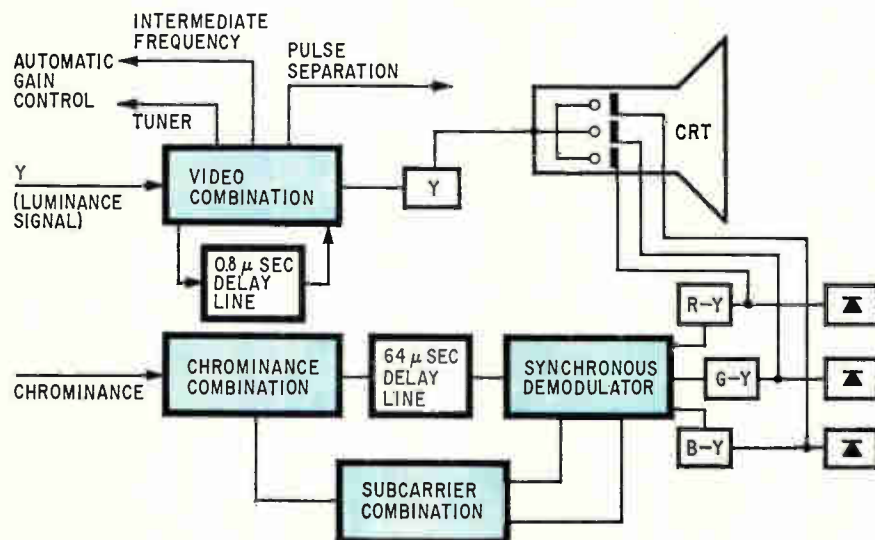 INTERMEDIATE
FREQUENCY
AUTOMATIC
GAIN
CONTROL
TUNER
PULSE
SEPARATION
Y
(LUMINANCE
SIGNAL)
VIDEO
COMBINATION
Y
CRT
0.8 μ SEC
DELAY
LINE
CHROMINANCE
CHROMINANCE
COMBINATION
64 μ SEC
DELAY
LINE
SYNCHRONOUS
DEMODULATOR
R–Y
G–Y
B–Y
SUBCARRIER
COMBINATION